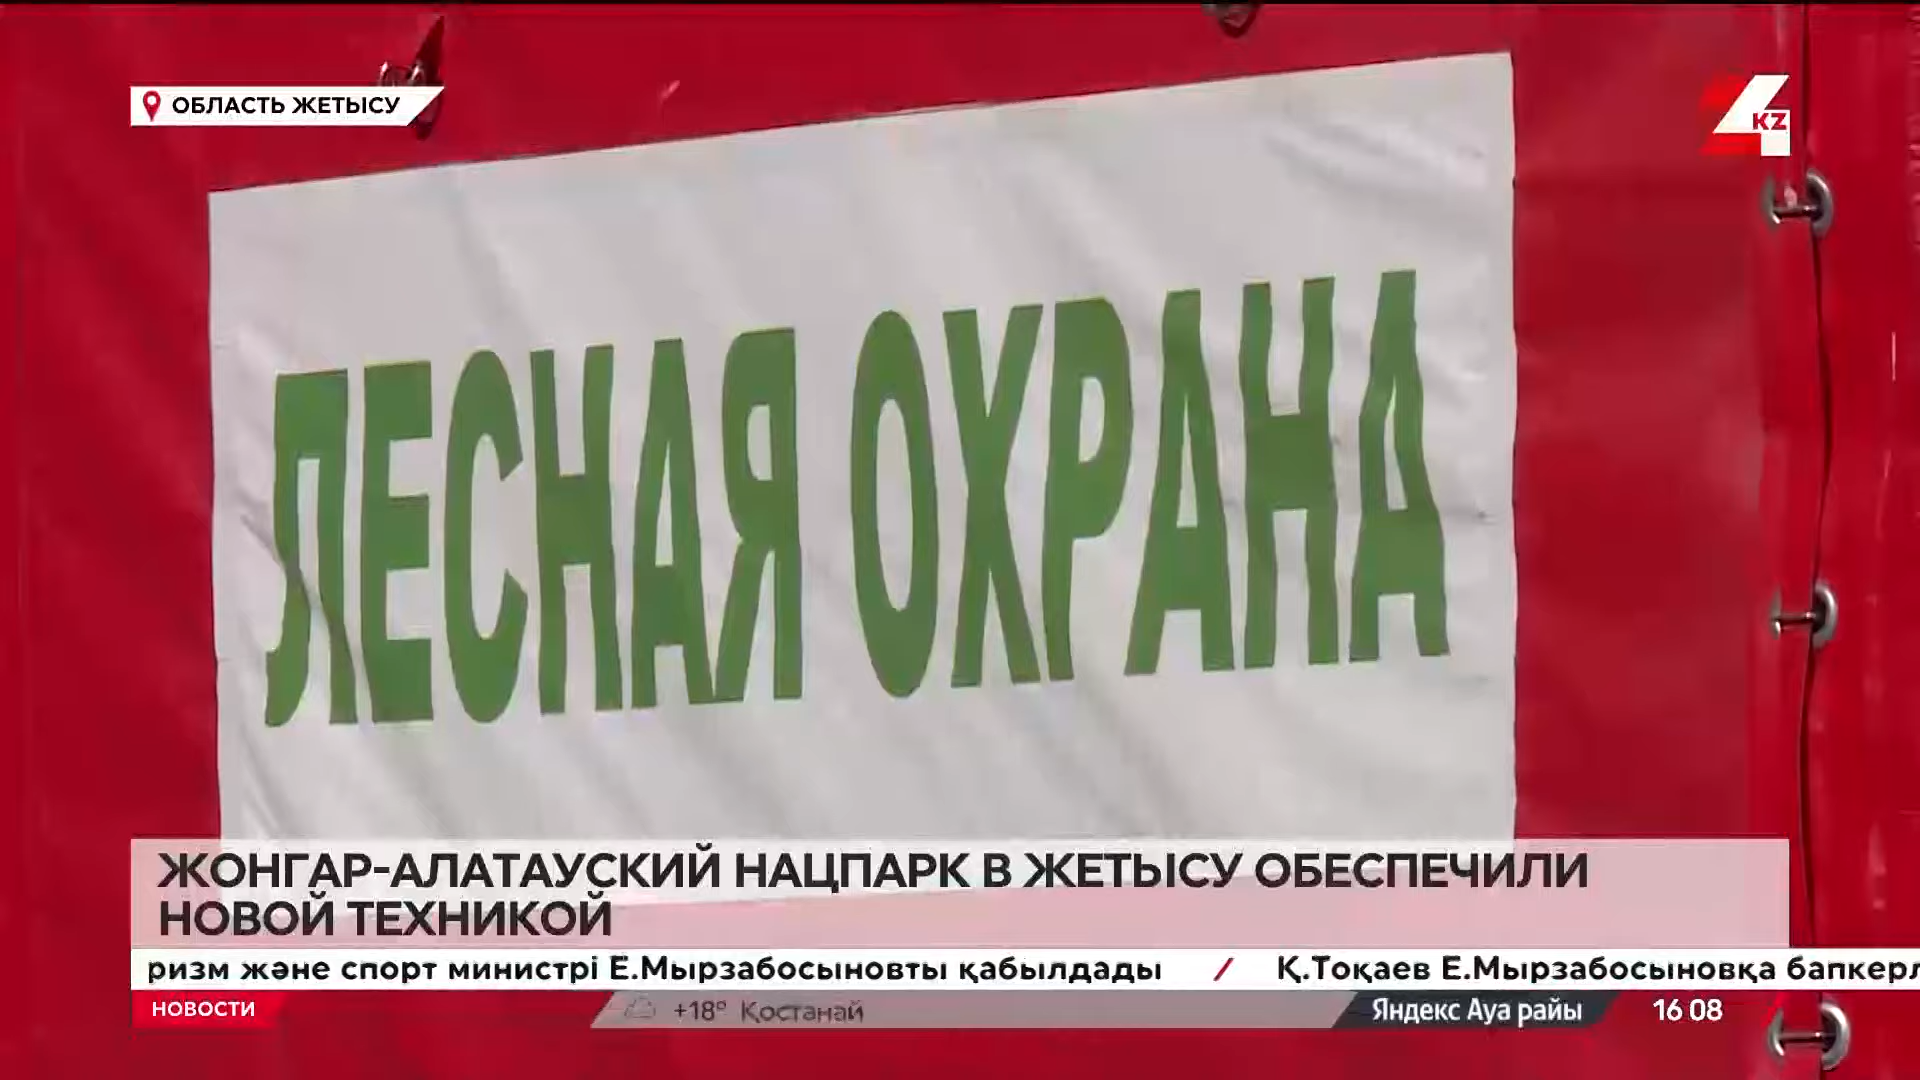 ОБЛАСТЬ ЖЕТЫСУ
24 KZ
ЛЕСНАЯ ОХРАНА
ЖОНГАР-АЛАТАУСКИЙ НАЦПАРК В ЖЕТЫСУ ОБЕСПЕЧИЛИ
НОВОЙ ТЕХНИКОЙ
ризм және спорт министрі Е.Мырзабосыновты қабылдады / Қ.Тоқаев Е.Мырзабосыновқа бапкерл
НОВОСТИ +18° Қостанай Яндекс Ауа райы 16 08